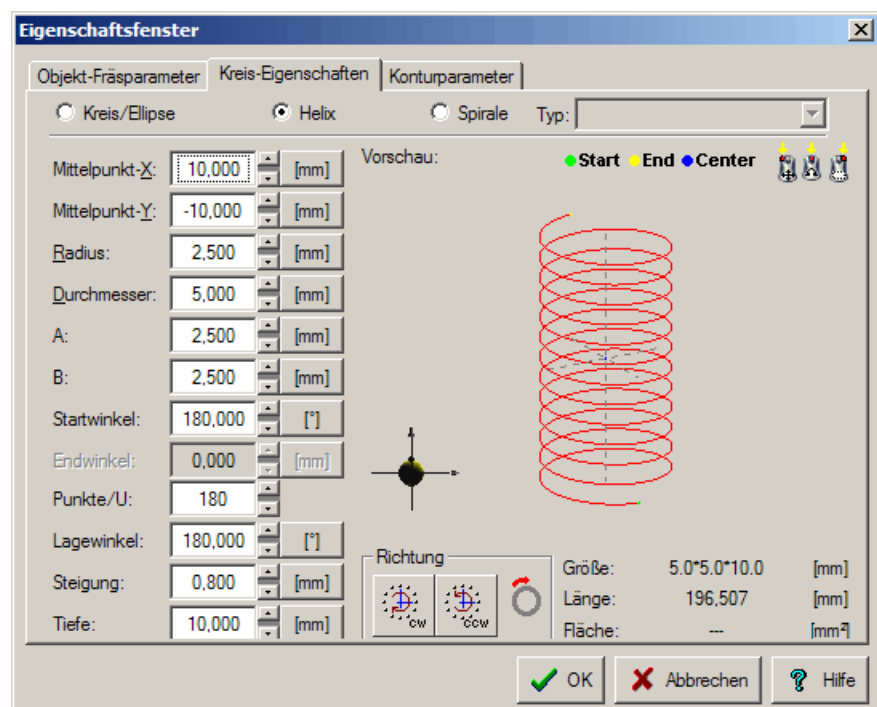 Eigenschaftsfenster
Objekt-Fräsparameter Kreis-Eigenschaften Konturparameter
Kreis/Ellipse Helix Spirale Typ:
Mittelpunkt-X: 10,000 [mm]
Vorschau: Start End Center
Mittelpunkt-Y: -10,000 [mm]
Radius: 2,500 [mm]
Durchmesser: 5,000 [mm]
A: 2,500 [mm]
B: 2,500 [mm]
Startwinkel: 180,000 [°]
Endwinkel: 0,000 [mm]
Punkte/U: 180
Lagewinkel: 180,000 [°]
Steigung: 0,800 [mm]
Tiefe: 10,000 [mm]
Richtung
cw ccw
Größe: 5.0*5.0*10.0 [mm]
Länge: 196,507 [mm]
Fläche: --- [mm²]
OK Abbrechen Hilfe